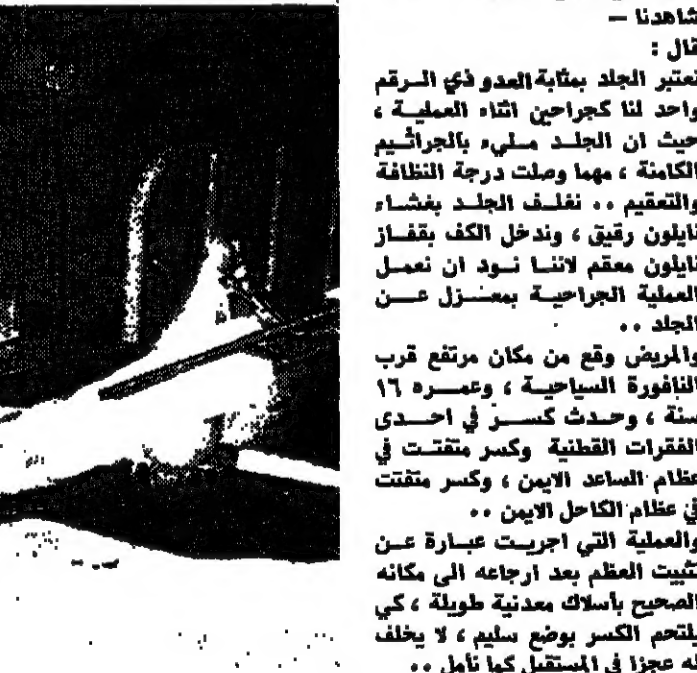 شاهدنا —
قال :
نعتبر الجلد بمثابة العدو ذي الرقم
واحد لنا كجراحين اثناء العملية ،
حيث ان الجلد مليء بالجراثيم
الكامنة ، مهما وصلت درجة النظافة
والتعقيم .. نغلف الجلد بغشاء
نايلون رقيق ، وندخل الكف بقفاز
نايلون معقم لاننا نود ان نعمل
العملية الجراحية بمعزل عن
الجلد ..
والمريض وقع من مكان مرتفع قرب
النافورة السياحية ، وعمره ١٦
سنة ، وحدث كسر في احدى
الفقرات القطنية وكسر متفتت في
عظام الساعد الايمن ، وكسر متفتت
في عظام الكاحل الايمن ..
والعملية التي اجريت عبارة عن
تثبيت العظم بعد ارجاعه الى مكانه
الصحيح بأسلاك معدنية طويلة ، كي
يلتحم الكسر بوضع سليم ، لا يخلف
له عجزا في المستقبل كما نأمل ..